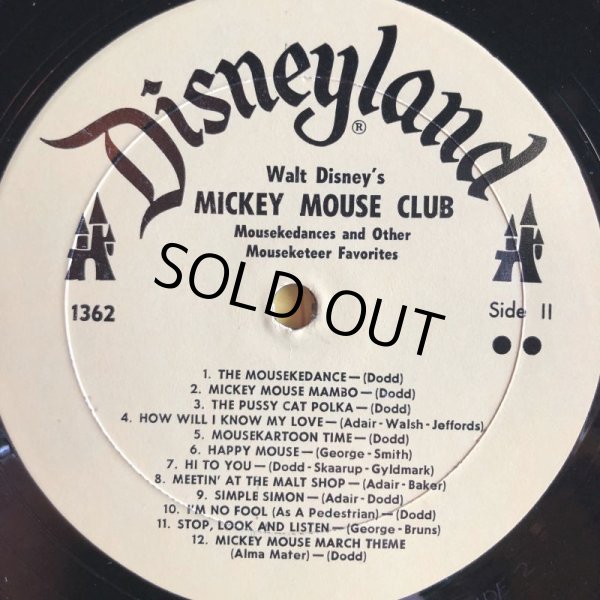 Disneyland®
Walt Disney's
MICKEY MOUSE CLUB
Mousekedances and Other
Mouseketeer Favorites
SOLD OUT
1362
Side II
1. THE MOUSEKEDANCE—(Dodd)
2. MICKEY MOUSE MAMBO—(Dodd)
3. THE PUSSY CAT POLKA—(Dodd)
4. HOW WILL I KNOW MY LOVE—(Adair-Walsh-Jeffords)
5. MOUSEKARTOON TIME—(Dodd)
6. HAPPY MOUSE—(George-Smith)
7. HI TO YOU—(Dodd-Skaarup-Gyldmark)
8. MEETIN' AT THE MALT SHOP—(Adair-Baker)
9. SIMPLE SIMON—(Adair-Dodd)
10. I'M NO FOOL (As A Pedestrian)—(Dodd)
11. STOP, LOOK AND LISTEN—(George-Bruns)
12. MICKEY MOUSE MARCH THEME
(Alma Mater)—(Dodd)